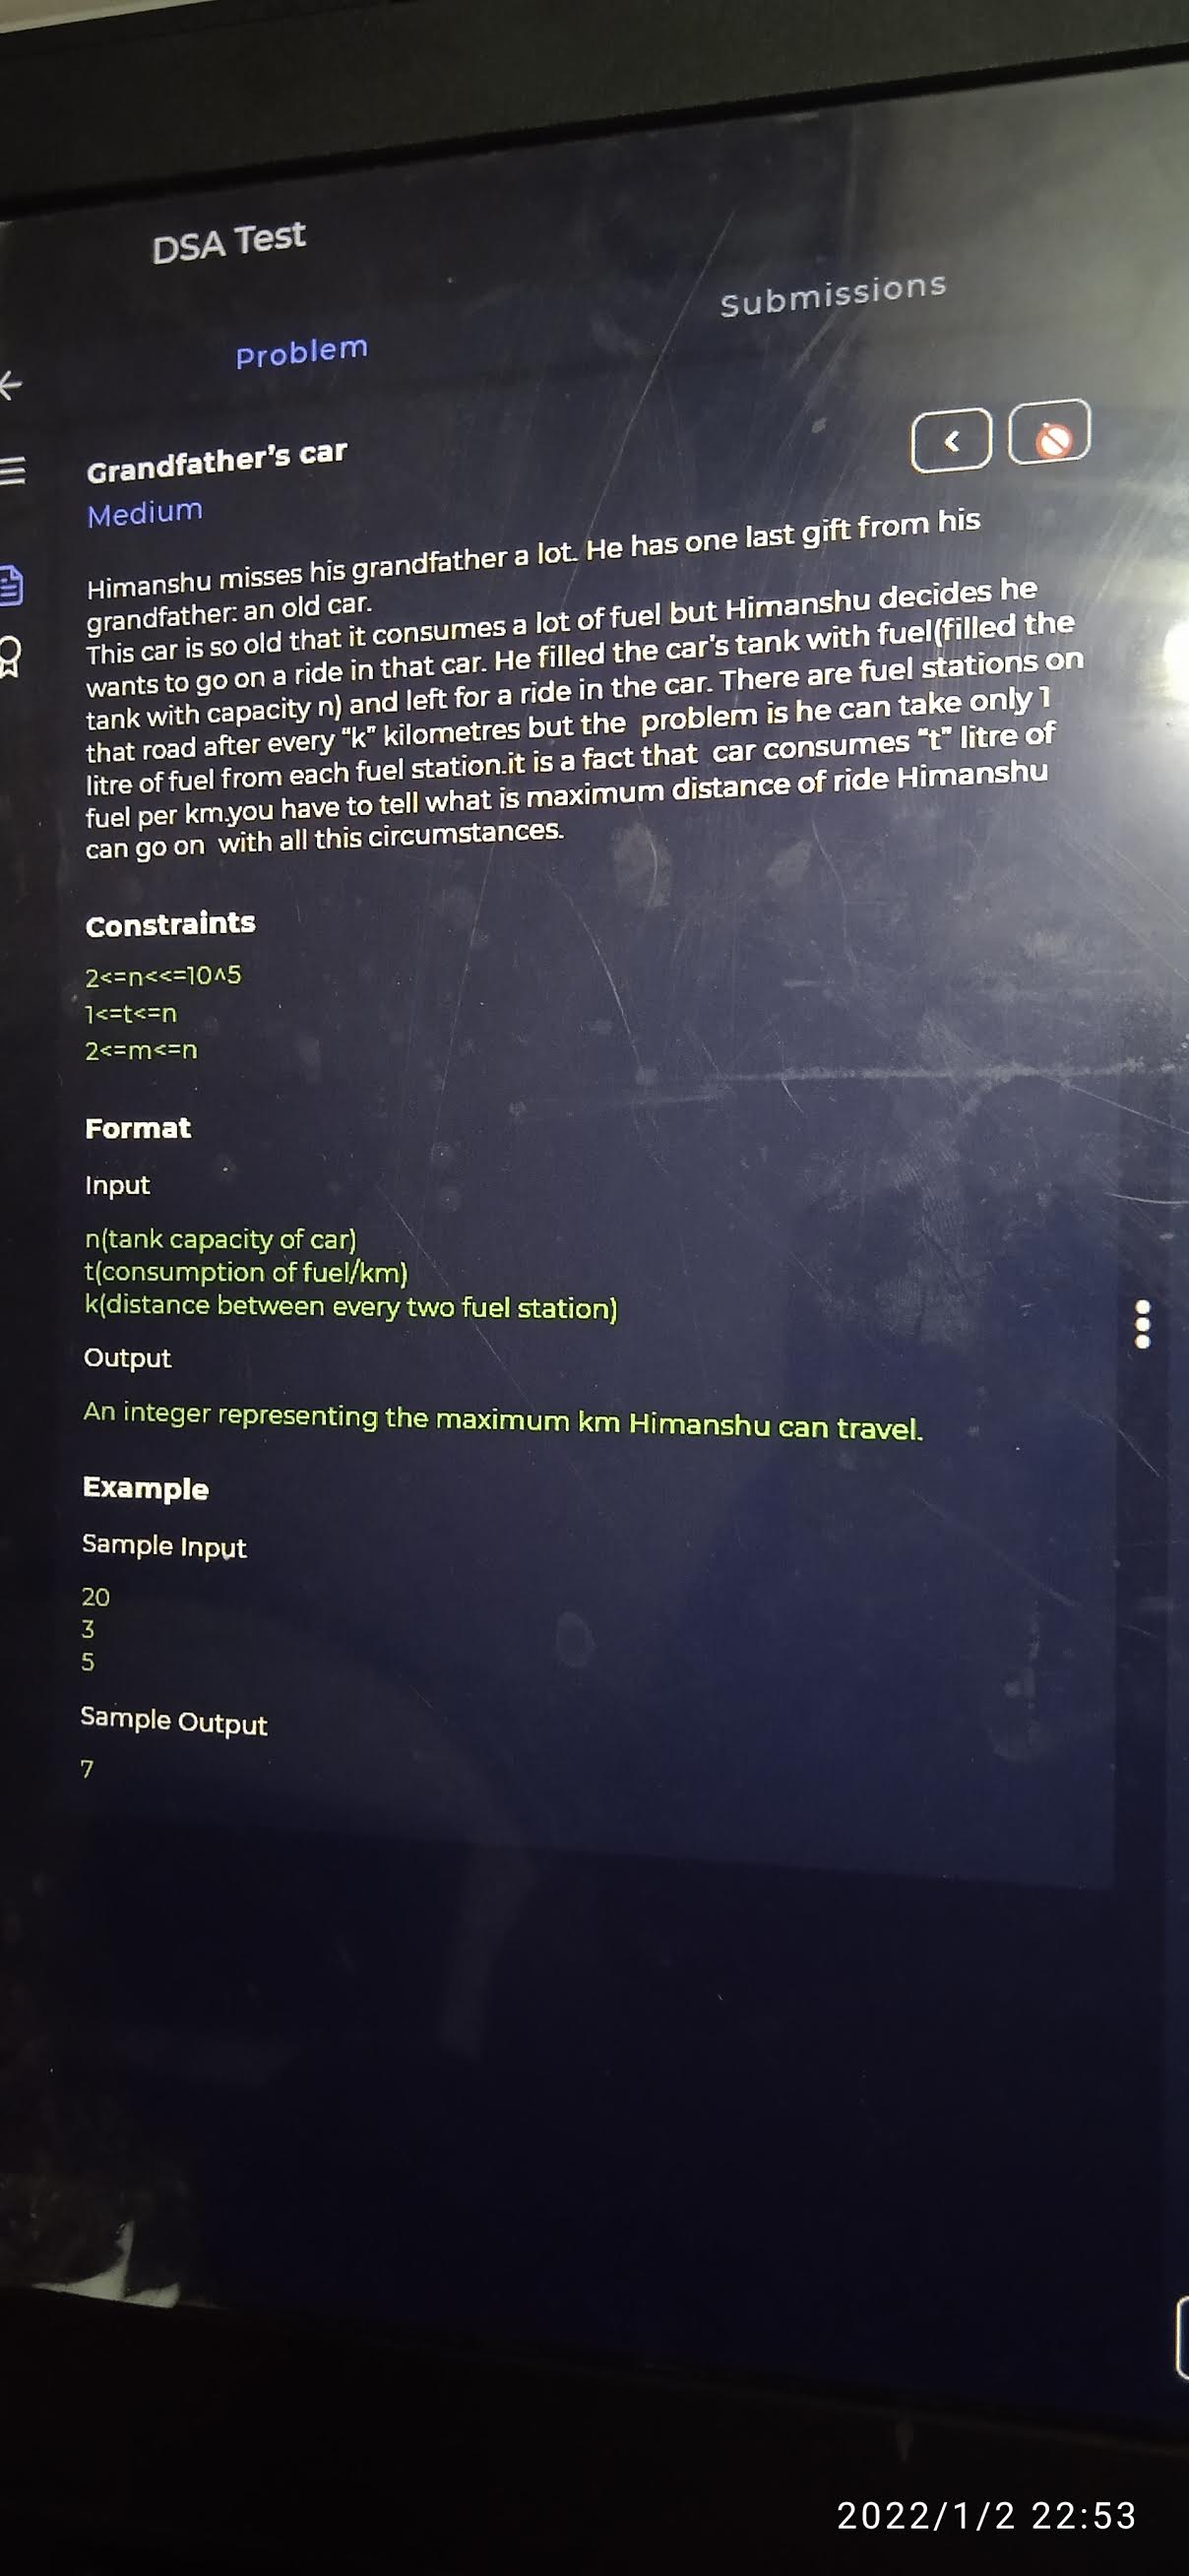 DSA Test
Submissions
Problem
Grandfather's car
Medium
Himanshu misses his grandfather a lot. He has one last gift from his
grandfather: an old car.
This car is so old that it consumes a lot of fuel but Himanshu decides he
wants to go on a ride in that car. He filled the car's tank with fuel(filled the
tank with capacity n) and left for a ride in the car. There are fuel stations on
that road after every “k” kilometres but the problem is he can take only 1
litre of fuel from each fuel station.it is a fact that car consumes “t” litre of
fuel per km.you have to tell what is maximum distance of ride Himanshu
can go on with all this circumstances.
Constraints
2<=n<<=10^5
1<=t<=n
2<=m<=n
Format
Input
n(tank capacity of car)
t(consumption of fuel/km)
k(distance between every two fuel station)
Output
An integer representing the maximum km Himanshu can travel.
Example
Sample Input
20
3
5
Sample Output
7
2022/1/2 22:53